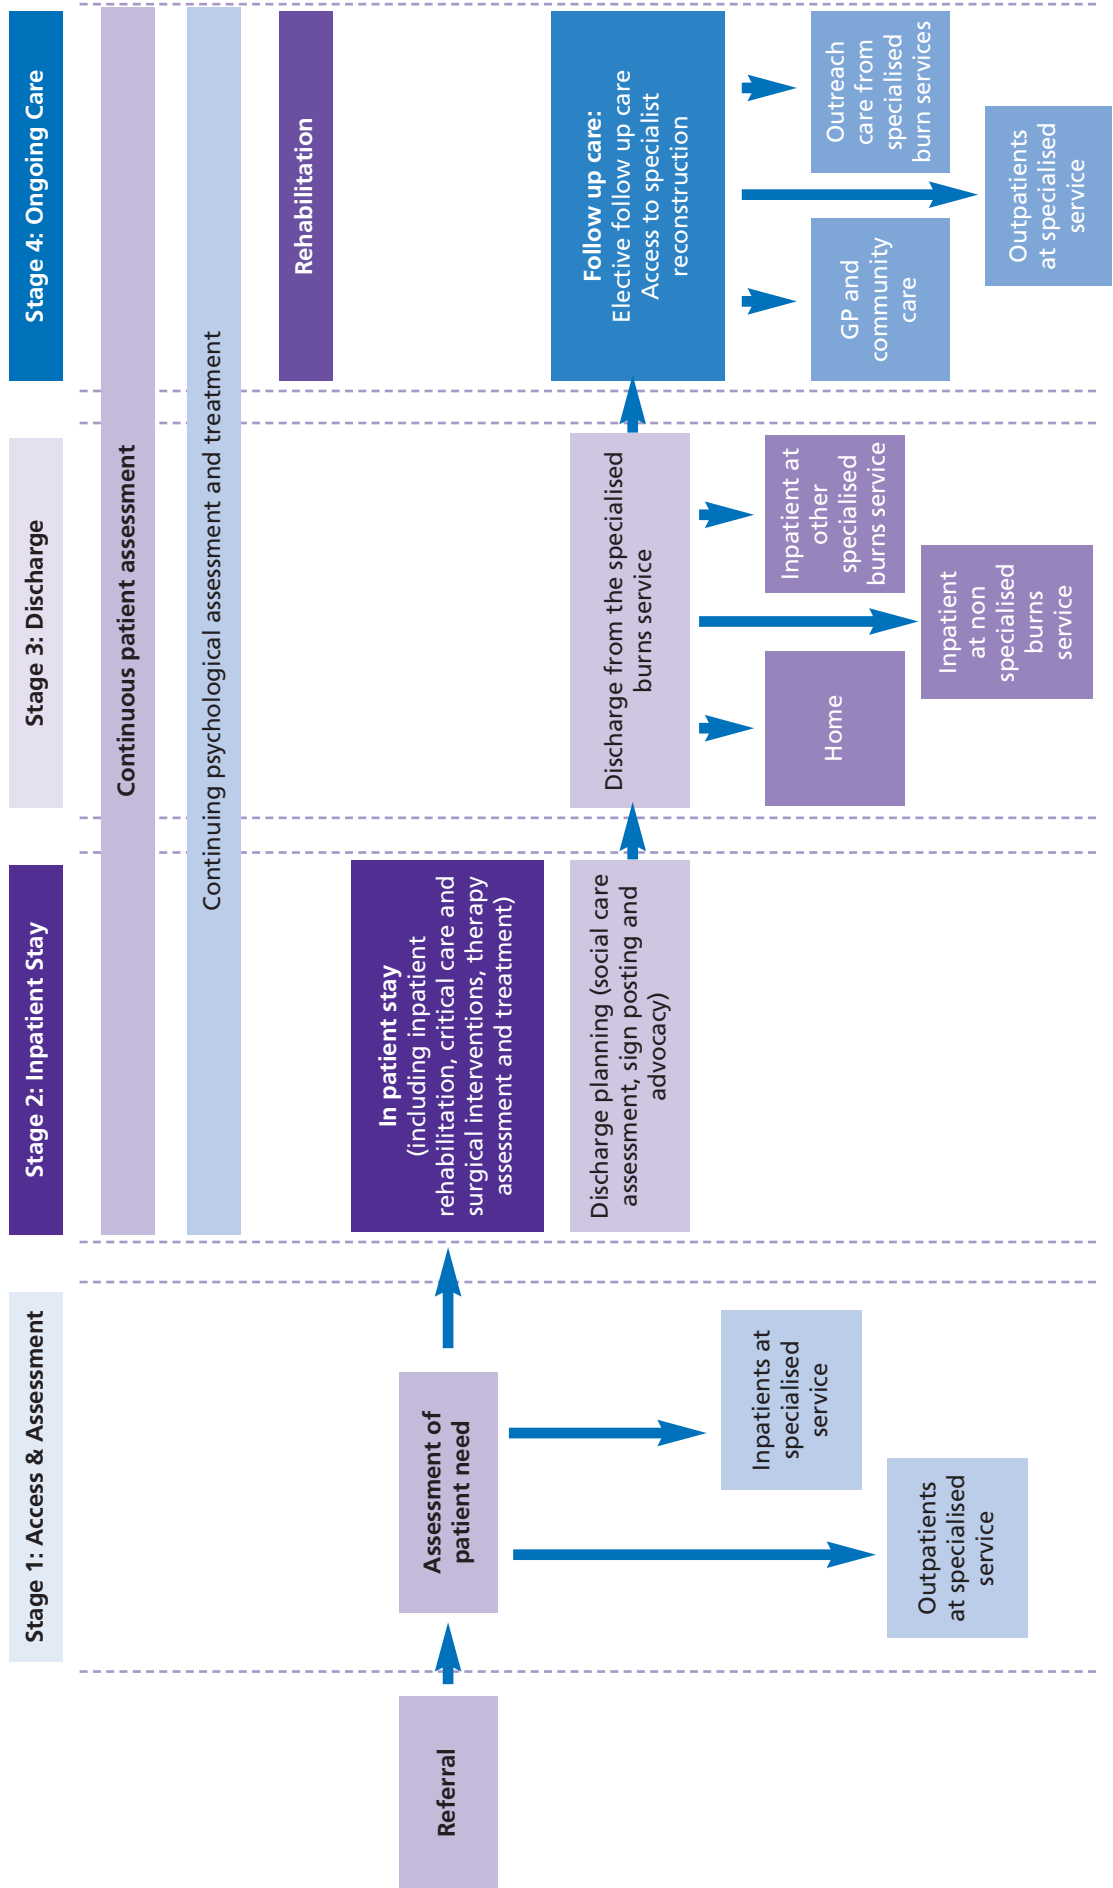 Stage 1: Access & Assessment
Stage 2: Inpatient Stay
Stage 3: Discharge
Stage 4: Ongoing Care
Continuous patient assessment
Continuing psychological assessment and treatment
Rehabilitation
Referral
Assessment of
patient need
Inpatients at
specialised
service
Outpatients
at specialised
service
In patient stay
(including inpatient
rehabilitation, critical care and
surgical interventions, therapy
assessment and treatment)
Discharge planning (social care
assessment, sign posting and
advocacy)
Discharge from the specialised
burns service
Home
Inpatient
at non
specialised
burns
service
Inpatient at
other
specialised
burns service
Follow up care:
Elective follow up care
Access to specialist
reconstruction
GP and
community
care
Outpatients
at specialised
service
Outreach
care from
specialised
burn services